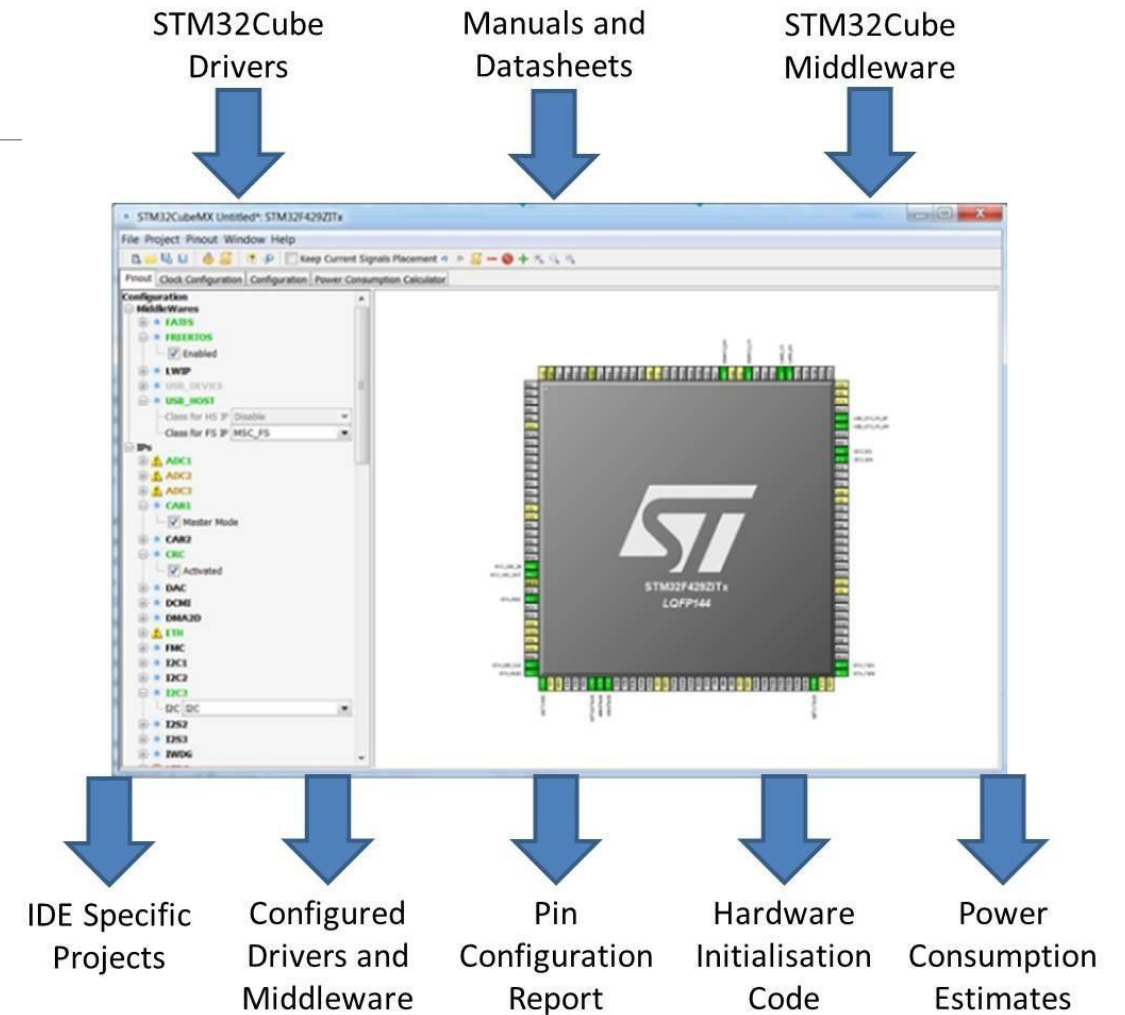 STM32Cube
Drivers
Manuals and
Datasheets
STM32Cube
Middleware
STM32CubeMX Untitled*: STM32F429ZITx
File Project Pinout Window Help
Keep Current Signals Placement
Pinout Clock Configuration Configuration Power Consumption Calculator
Configuration
MiddleWares
FATFS
FREERTOS
Enabled
LWIP
USB_DEVICE
USB_HOST
Class for HS IP Disable
Class for FS IP MSC_FS
IPs
ADC1
ADC2
ADC3
CAN1
Master Mode
CAN2
CRC
Activated
DAC
DCMI
DMA2D
ETH
FMC
I2C1
I2C2
I2C3
I2C I2C
I2S2
I2S3
IWDG
ST
STM32F429ZITx
LQFP144
IDE Specific
Projects
Configured
Drivers and
Middleware
Pin
Configuration
Report
Hardware
Initialisation
Code
Power
Consumption
Estimates